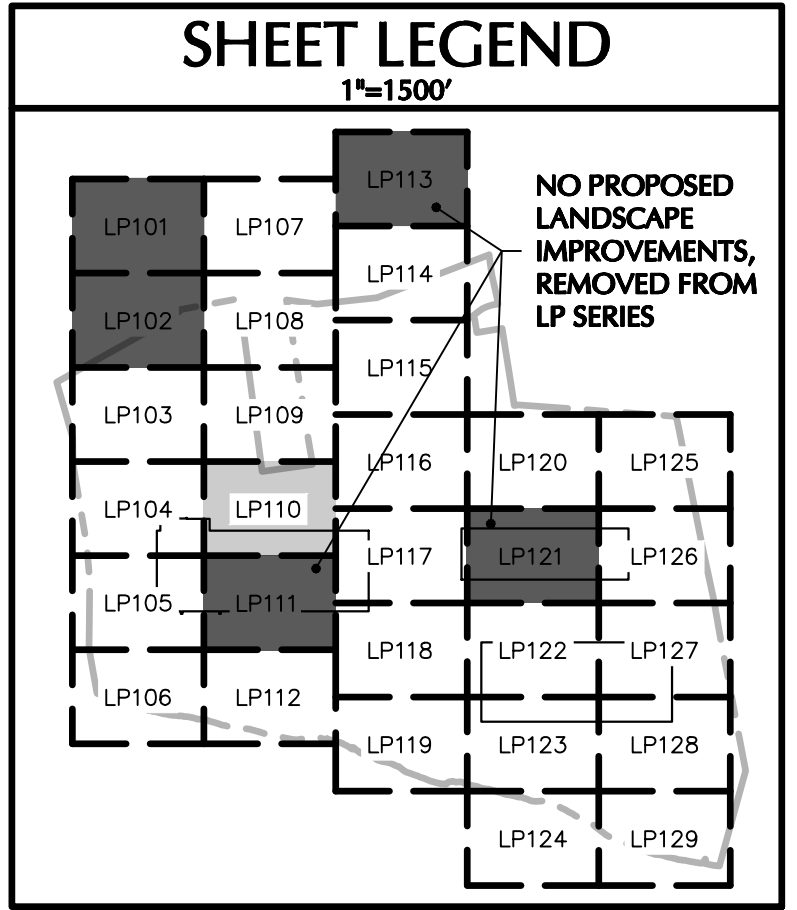 SHEET LEGEND
1"=1500'
NO PROPOSED
LANDSCAPE
IMPROVEMENTS,
REMOVED FROM
LP SERIES
LP113
LP101
LP107
LP114
LP102
LP108
LP115
LP103
LP109
LP116
LP120
LP125
LP104
LP110
LP117
LP121
LP126
LP105
LP111
LP118
LP122
LP127
LP106
LP112
LP119
LP123
LP128
LP124
LP129